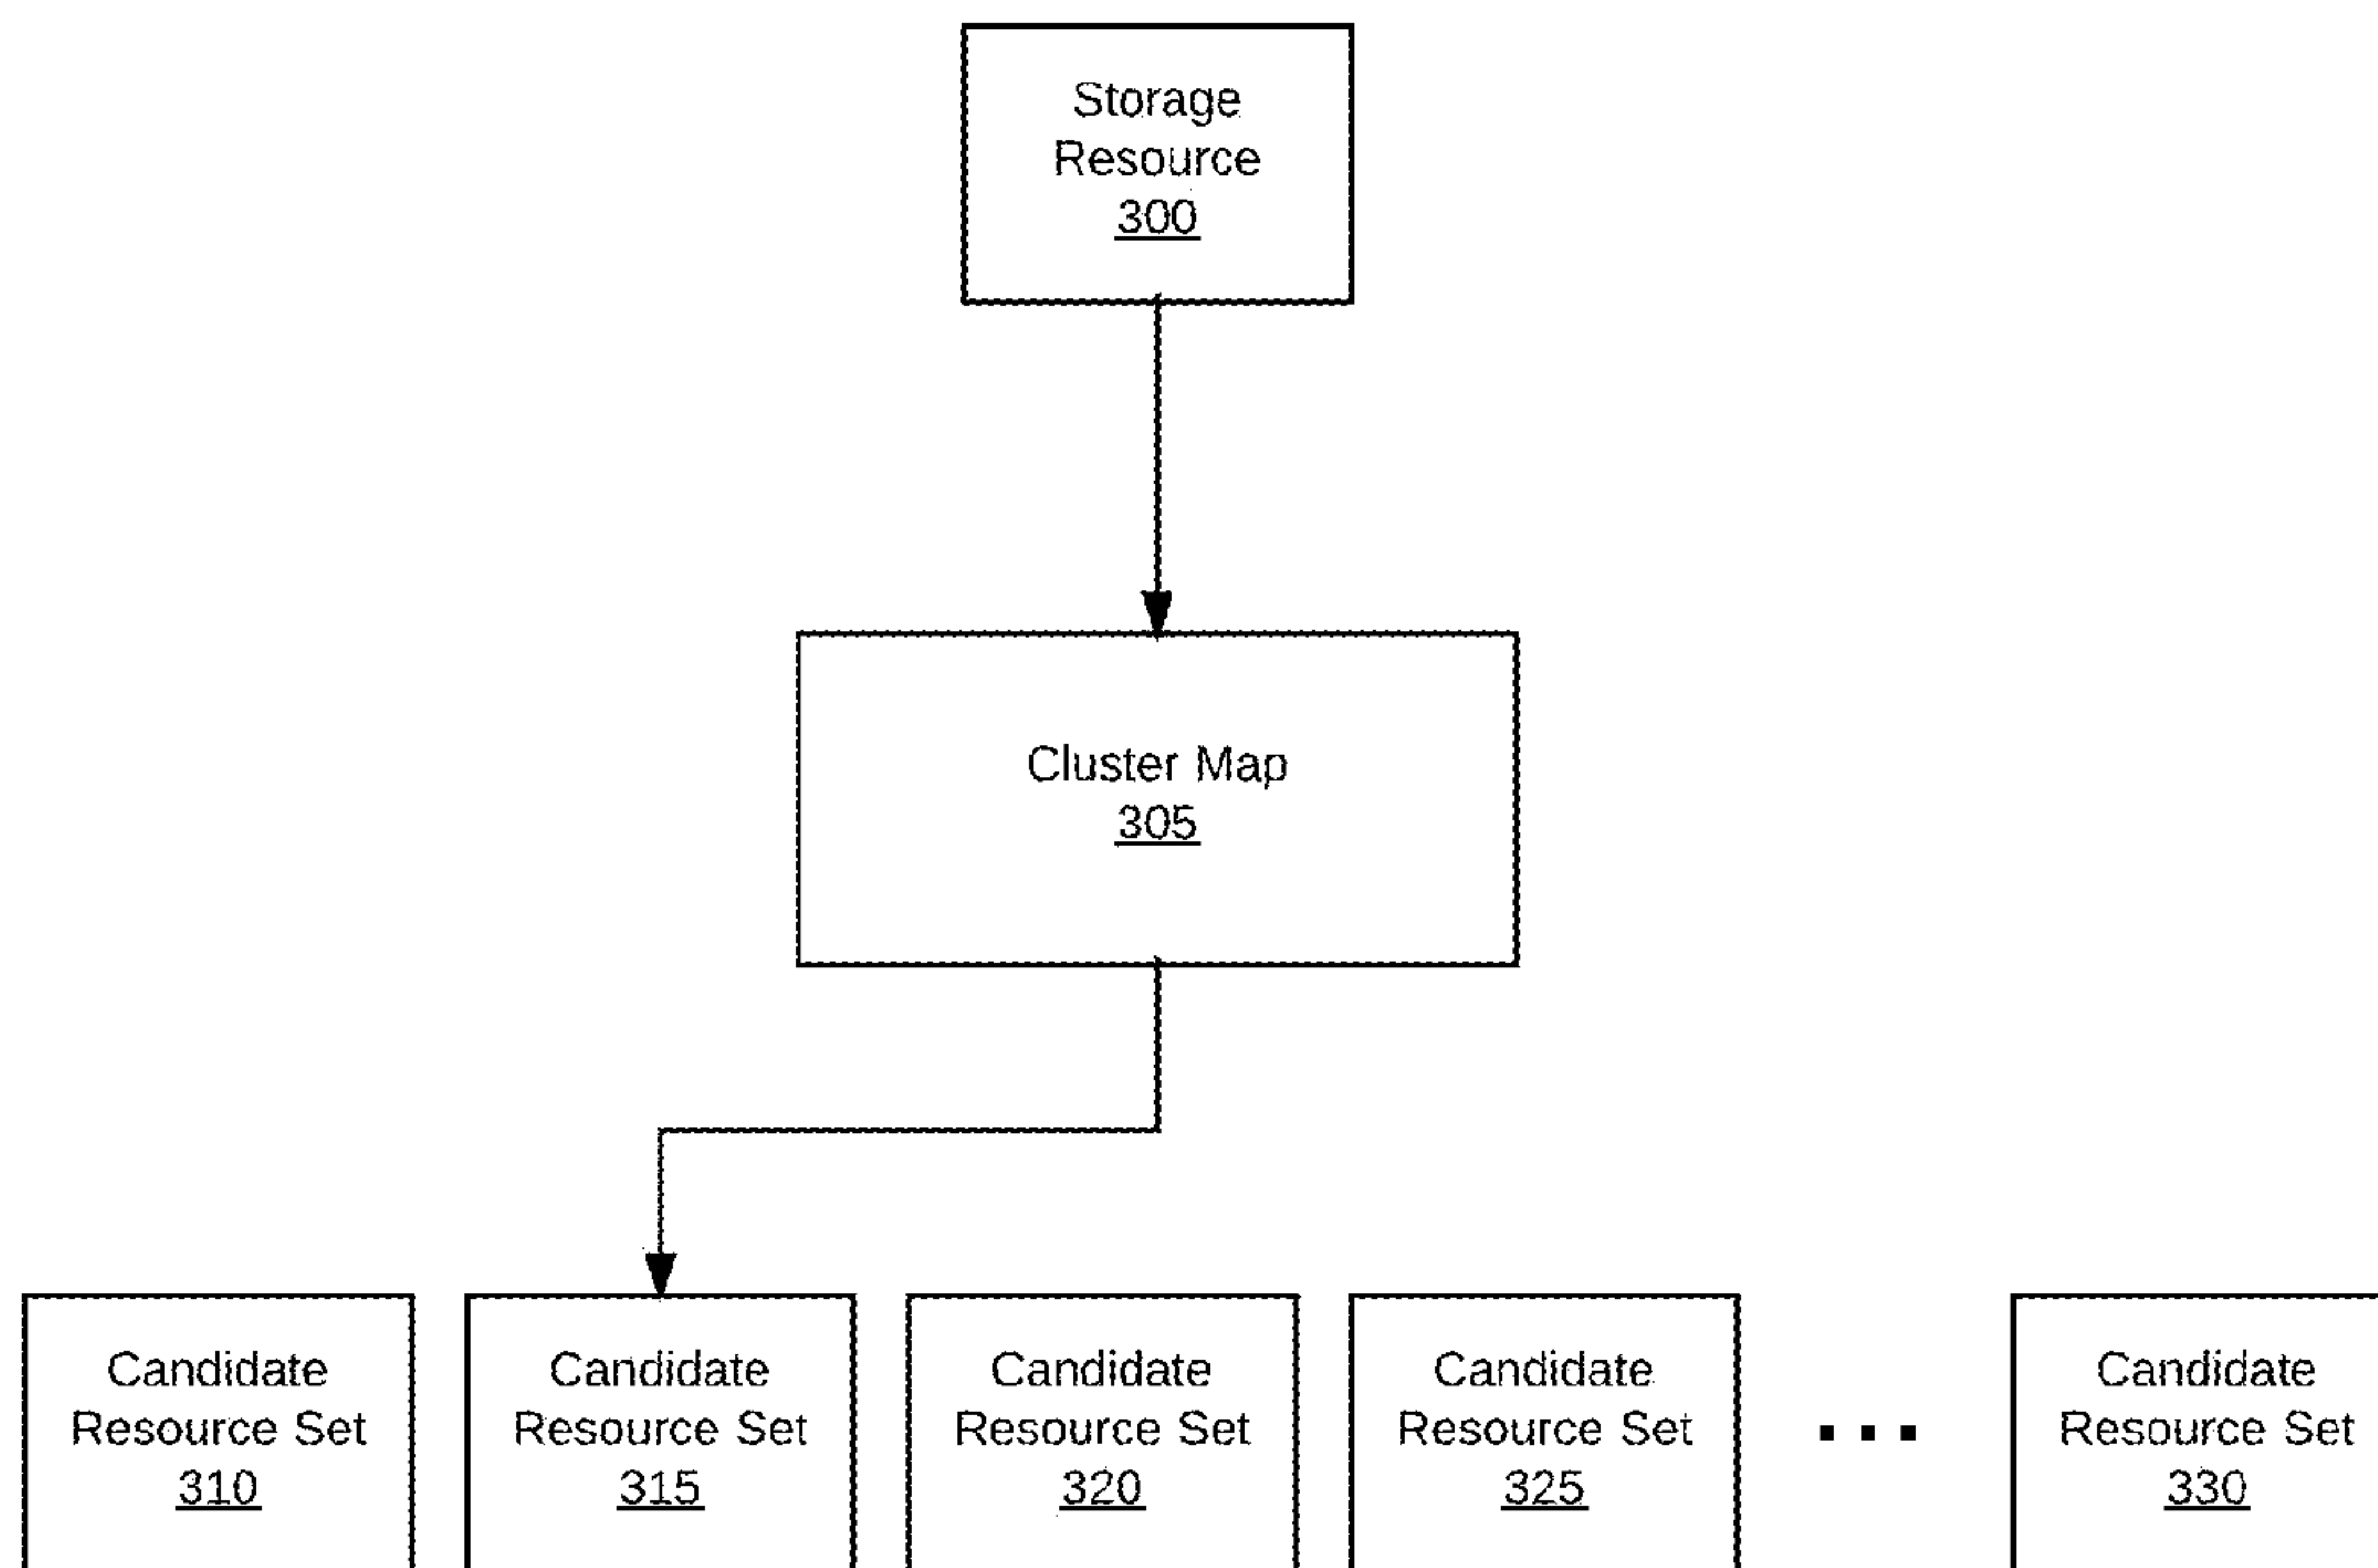 Storage
Resource
300
Cluster Map
305
Candidate
Resource Set
310
Candidate
Resource Set
315
Candidate
Resource Set
320
Candidate
Resource Set
325
...
Candidate
Resource Set
330